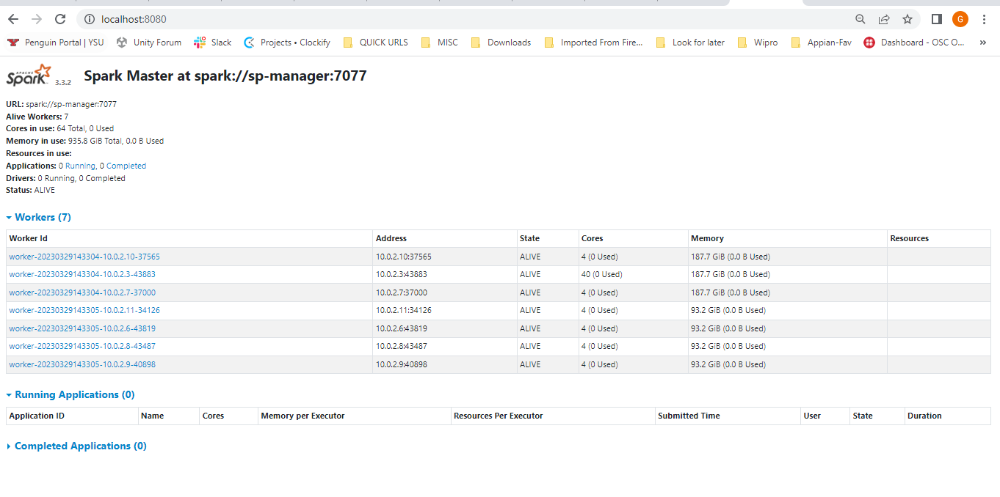 localhost:8080
G
Penguin Portal | YSU Unity Forum Slack Projects • Clockify QUICK URLS MISC Downloads Imported From Fire... Look for later Wipro Appian-Fav Dashboard - OSC O... »
APACHE Spark 3.3.2 Spark Master at spark://sp-manager:7077
URL: spark://sp-manager:7077
Alive Workers: 7
Cores in use: 64 Total, 0 Used
Memory in use: 935.8 GiB Total, 0.0 B Used
Resources in use:
Applications: 0 Running, 0 Completed
Drivers: 0 Running, 0 Completed
Status: ALIVE
Workers (7)
Worker Id Address State Cores Memory Resources
worker-20230329143304-10.0.2.10-37565 10.0.2.10:37565 ALIVE 4 (0 Used) 187.7 GiB (0.0 B Used)
worker-20230329143304-10.0.2.3-43883 10.0.2.3:43883 ALIVE 40 (0 Used) 187.7 GiB (0.0 B Used)
worker-20230329143304-10.0.2.7-37000 10.0.2.7:37000 ALIVE 4 (0 Used) 187.7 GiB (0.0 B Used)
worker-20230329143305-10.0.2.11-34126 10.0.2.11:34126 ALIVE 4 (0 Used) 93.2 GiB (0.0 B Used)
worker-20230329143305-10.0.2.6-43819 10.0.2.6:43819 ALIVE 4 (0 Used) 93.2 GiB (0.0 B Used)
worker-20230329143305-10.0.2.8-43487 10.0.2.8:43487 ALIVE 4 (0 Used) 93.2 GiB (0.0 B Used)
worker-20230329143305-10.0.2.9-40898 10.0.2.9:40898 ALIVE 4 (0 Used) 93.2 GiB (0.0 B Used)
Running Applications (0)
Application ID Name Cores Memory per Executor Resources Per Executor Submitted Time User State Duration
Completed Applications (0)